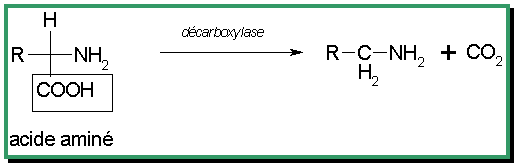 H
décarboxylase
R NH2 R—C—NH2 + CO2
H2
COOH
acide aminé